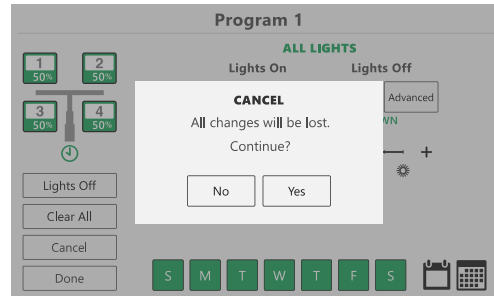 Program 1
ALL LIGHTS
Lights On Lights Off
1 2
50% 50%
3 4
50% 50%
Advanced
WN
CANCEL
All changes will be lost.
Continue?
No Yes
+
Lights Off
Clear All
Cancel
Done
S M T W T F S